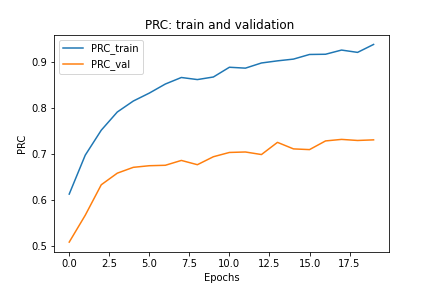 PRC: train and validation
PRC_train
PRC_val
0.9
0.8
0.7
0.6
0.5
PRC
0.0 2.5 5.0 7.5 10.0 12.5 15.0 17.5
Epochs